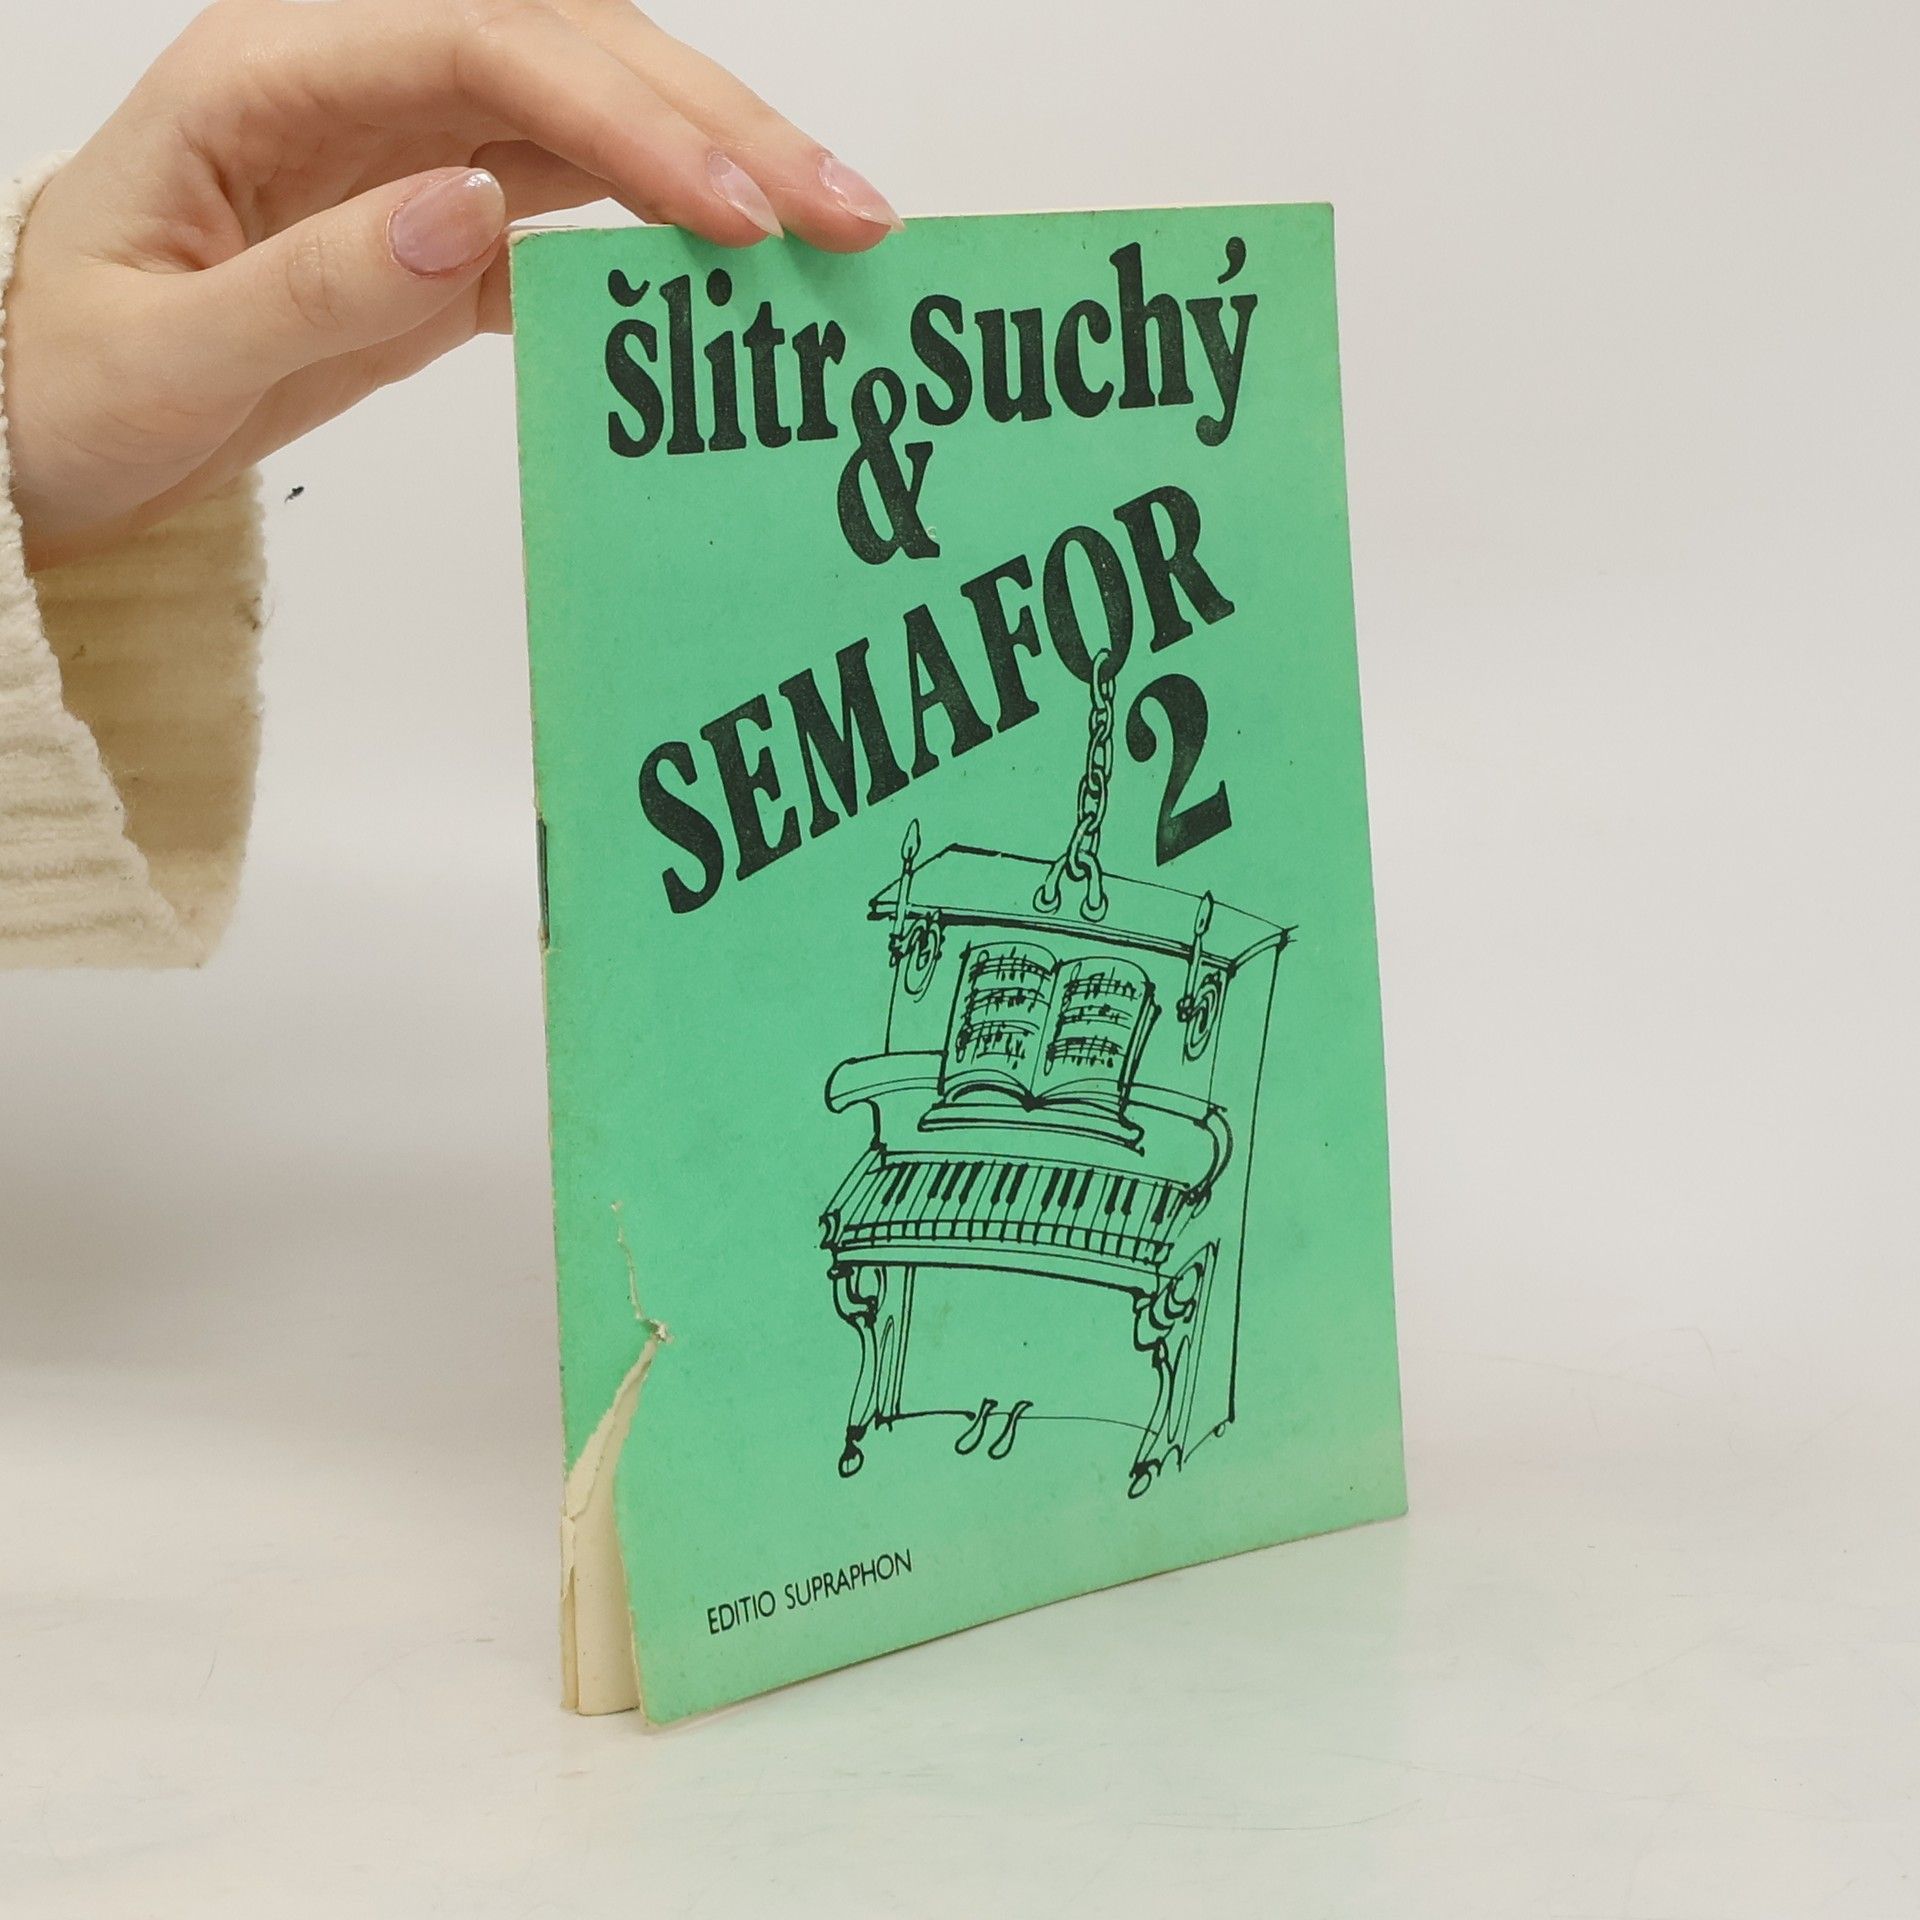 šlitr & suchý
SEMAFOR
2
EDITIO SUPRAPHON